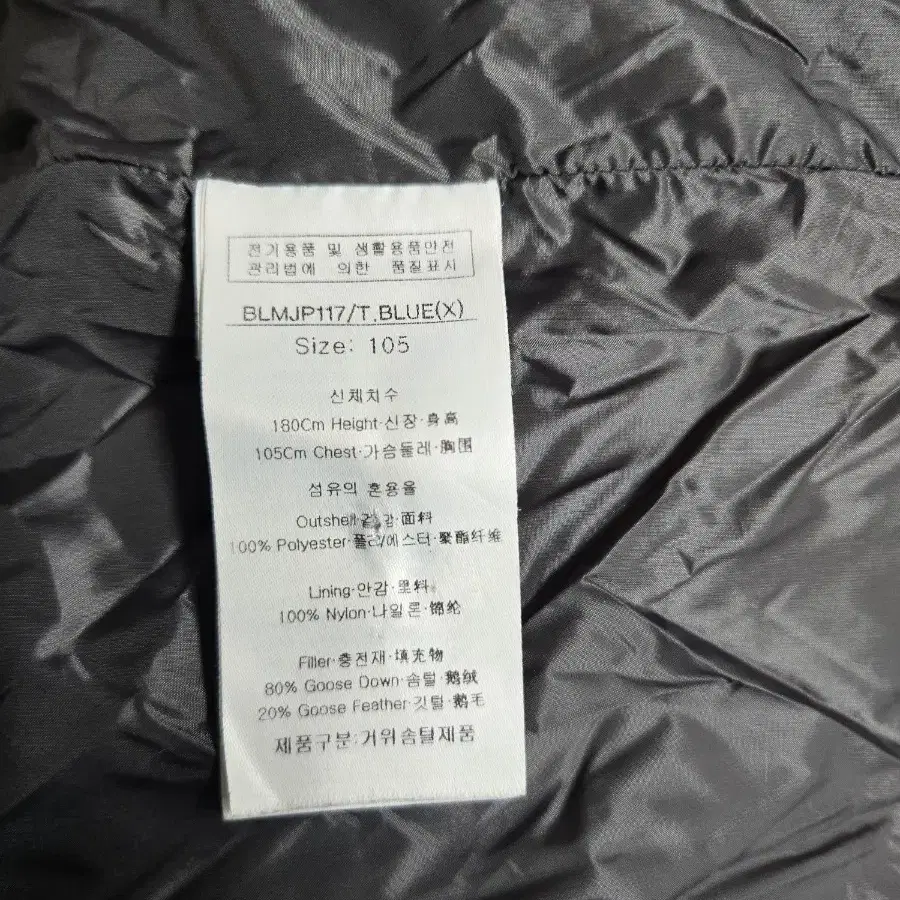 전기용품 및 생활용품안전
관리법에 의한 품질표시
BLMJP117/T.BLUE(X)
Size: 105
신체치수
180Cm Height·신장·身高
105Cm Chest·가슴둘레·胸围
섬유의 혼용율
Outshell·겉감·面料
100% Polyester·폴리에스터·聚酯纤维
Lining·안감·里料
100% Nylon·나일론·锦纶
Filler·충전재·填充物
80% Goose Down·솜털·鹅绒
20% Goose Feather·깃털·鹅毛
제품구분:거위솜털제품